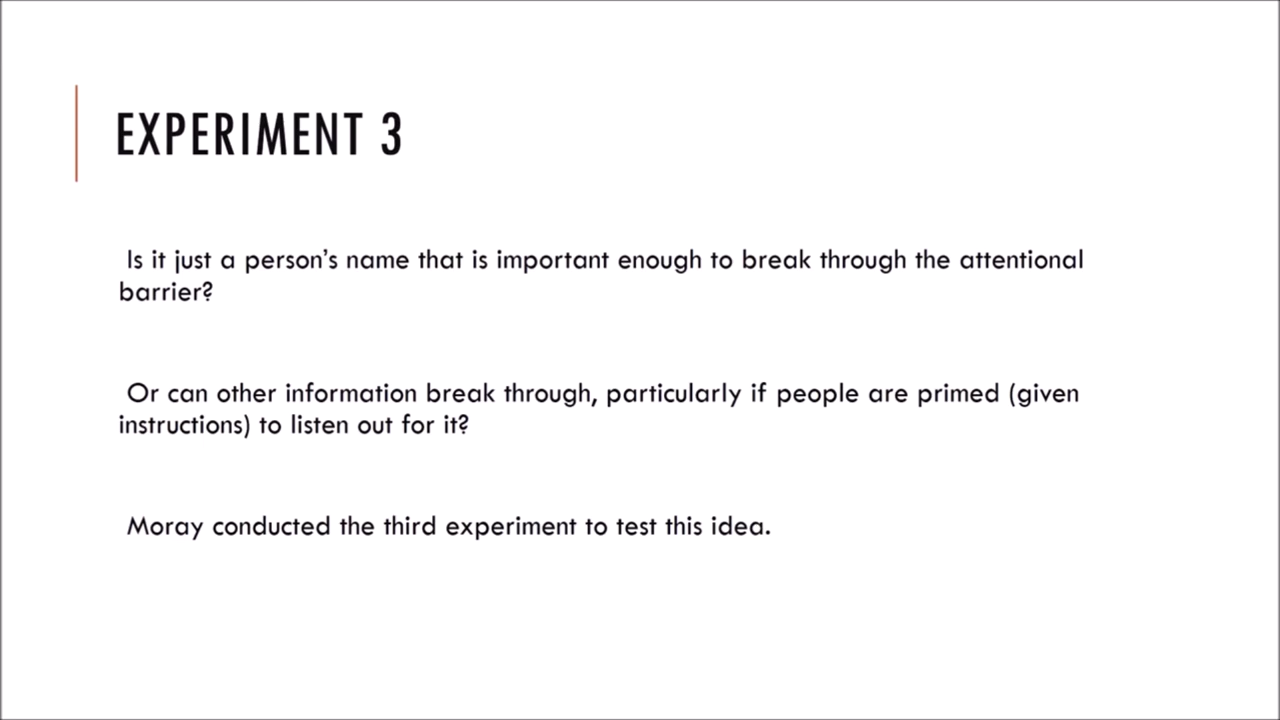 EXPERIMENT 3
Is it just a person's name that is important enough to break through the attentional
barrier?
Or can other information break through, particularly if people are primed (given
instructions) to listen out for it?
Moray conducted the third experiment to test this idea.